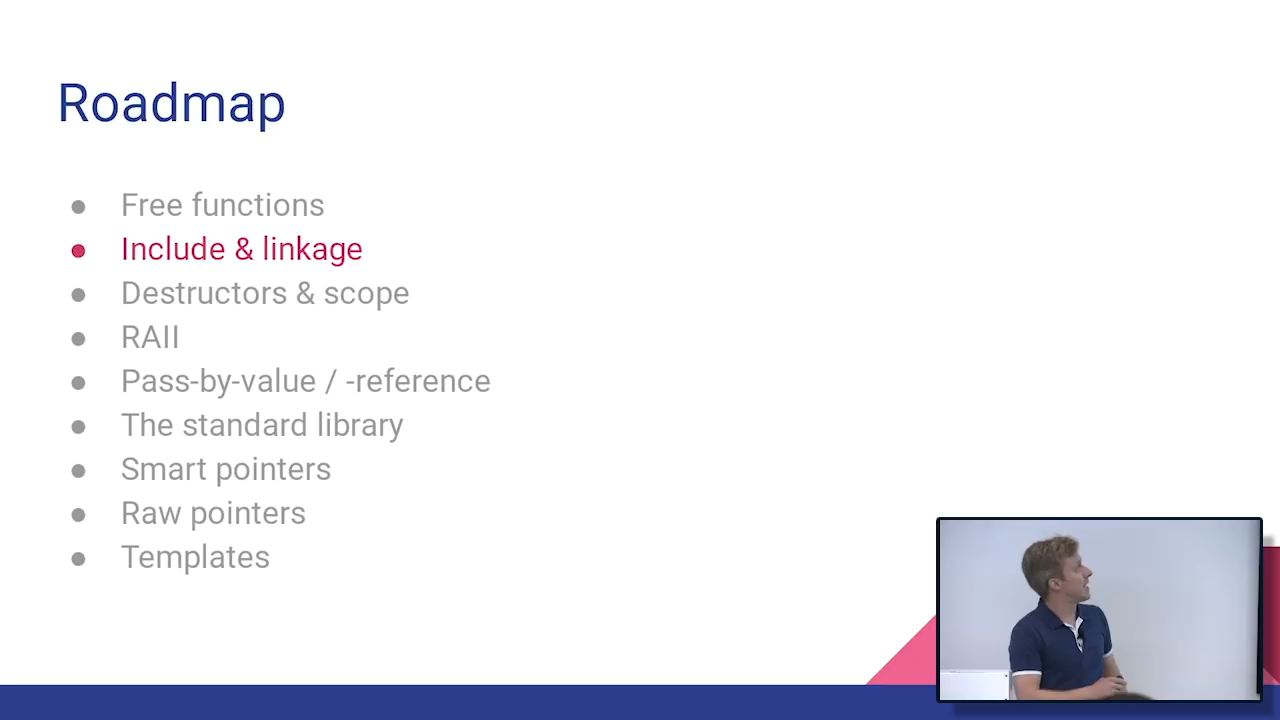 Roadmap
● Free functions
● Include & linkage
● Destructors & scope
● RAII
● Pass-by-value / -reference
● The standard library
● Smart pointers
● Raw pointers
● Templates